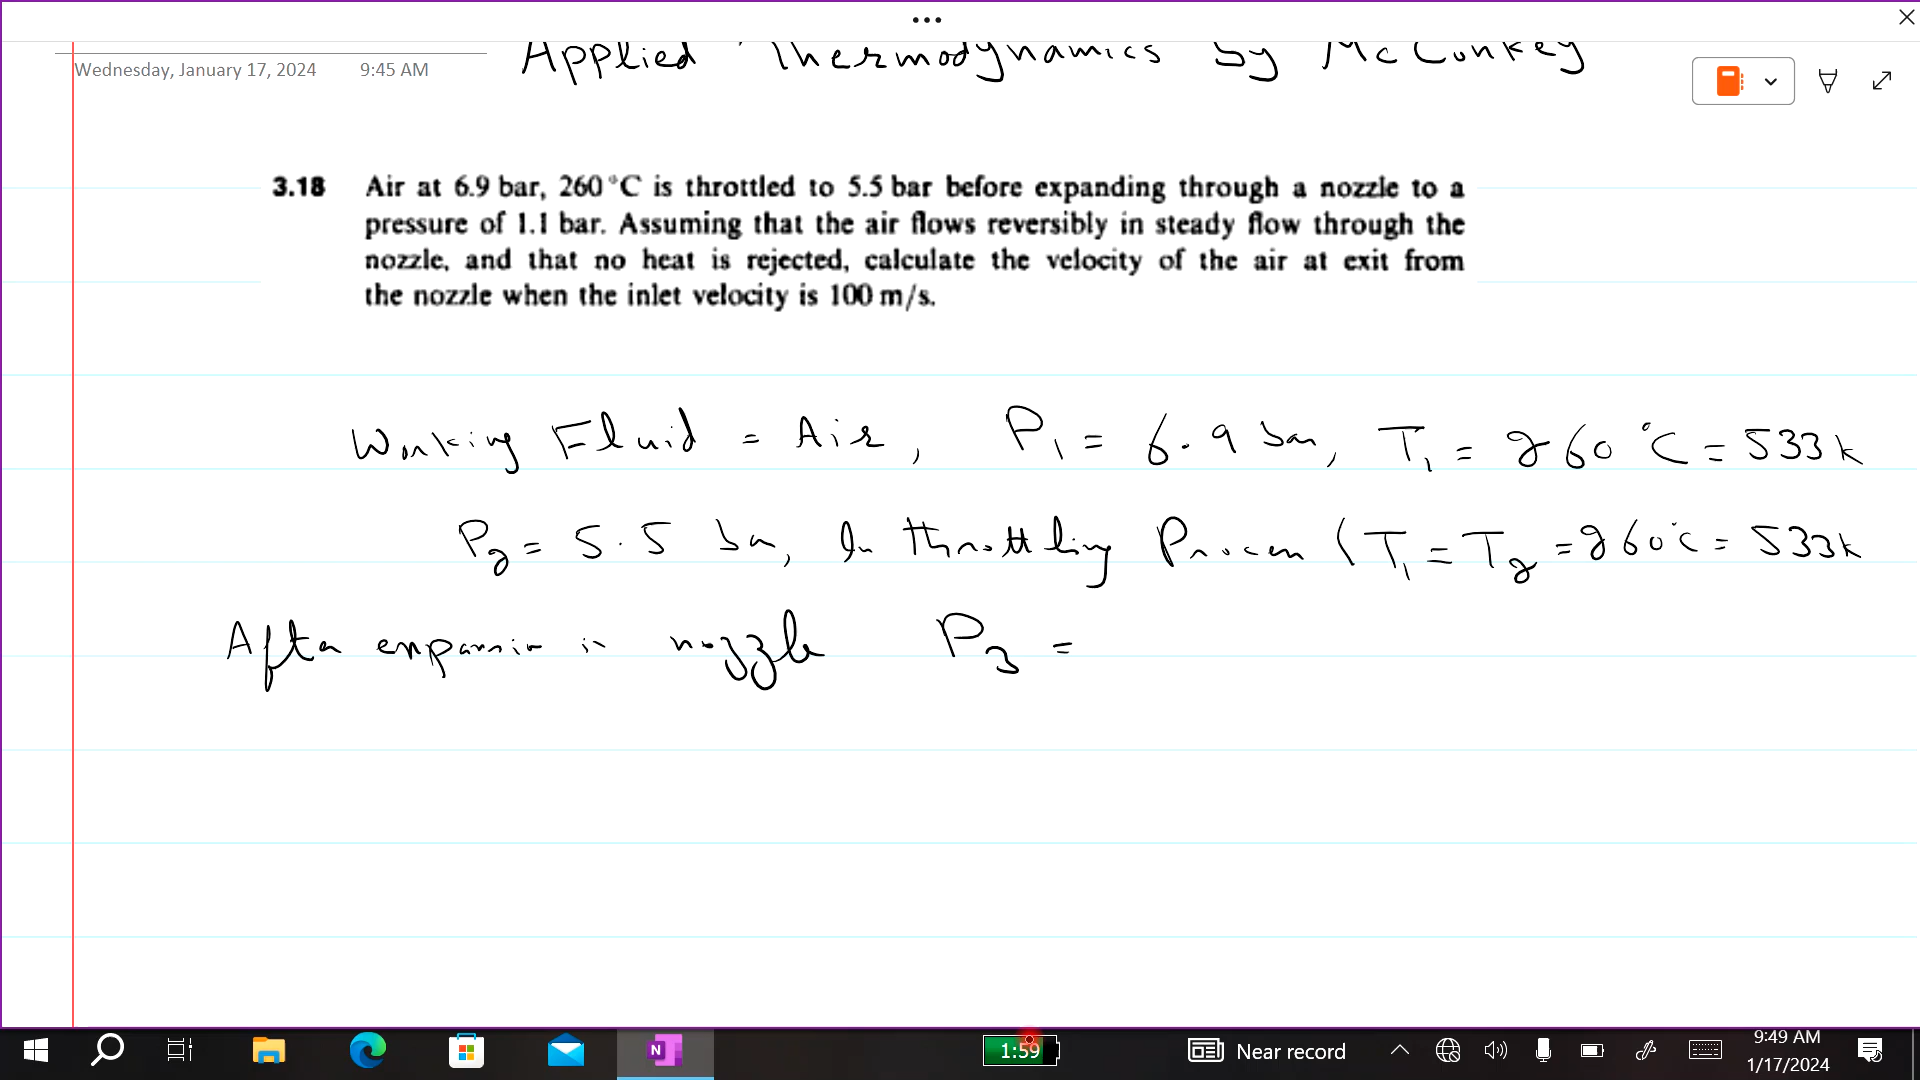 Applied Thermodynamics by McConkey
Wednesday, January 17, 2024 9:45 AM
3.18 Air at 6.9 bar, 260 °C is throttled to 5.5 bar before expanding through a nozzle to a
pressure of 1.1 bar. Assuming that the air flows reversibly in steady flow through the
nozzle, and that no heat is rejected, calculate the velocity of the air at exit from
the nozzle when the inlet velocity is 100 m/s.
Working Fluid = Air, P1 = 6.9 bar, T1 = 260 °C = 533 k
P2 = 5.5 bar, In throttling Process (T1 = T2 = 260°C = 533k
After expansion in nozzle P3 =
N
1:59
Near record
9:49 AM
1/17/2024